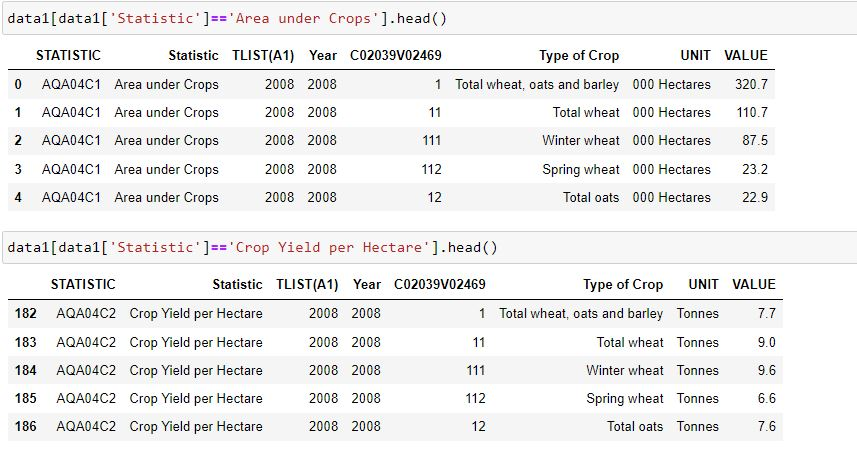 data1[data1['Statistic']=='Area under Crops'].head()
STATISTIC Statistic TLIST(A1) Year C02039V02469 Type of Crop UNIT VALUE
0 AQA04C1 Area under Crops 2008 2008 1 Total wheat, oats and barley 000 Hectares 320.7
1 AQA04C1 Area under Crops 2008 2008 11 Total wheat 000 Hectares 110.7
2 AQA04C1 Area under Crops 2008 2008 111 Winter wheat 000 Hectares 87.5
3 AQA04C1 Area under Crops 2008 2008 112 Spring wheat 000 Hectares 23.2
4 AQA04C1 Area under Crops 2008 2008 12 Total oats 000 Hectares 22.9
data1[data1['Statistic']=='Crop Yield per Hectare'].head()
STATISTIC Statistic TLIST(A1) Year C02039V02469 Type of Crop UNIT VALUE
182 AQA04C2 Crop Yield per Hectare 2008 2008 1 Total wheat, oats and barley Tonnes 7.7
183 AQA04C2 Crop Yield per Hectare 2008 2008 11 Total wheat Tonnes 9.0
184 AQA04C2 Crop Yield per Hectare 2008 2008 111 Winter wheat Tonnes 9.6
185 AQA04C2 Crop Yield per Hectare 2008 2008 112 Spring wheat Tonnes 6.6
186 AQA04C2 Crop Yield per Hectare 2008 2008 12 Total oats Tonnes 7.6